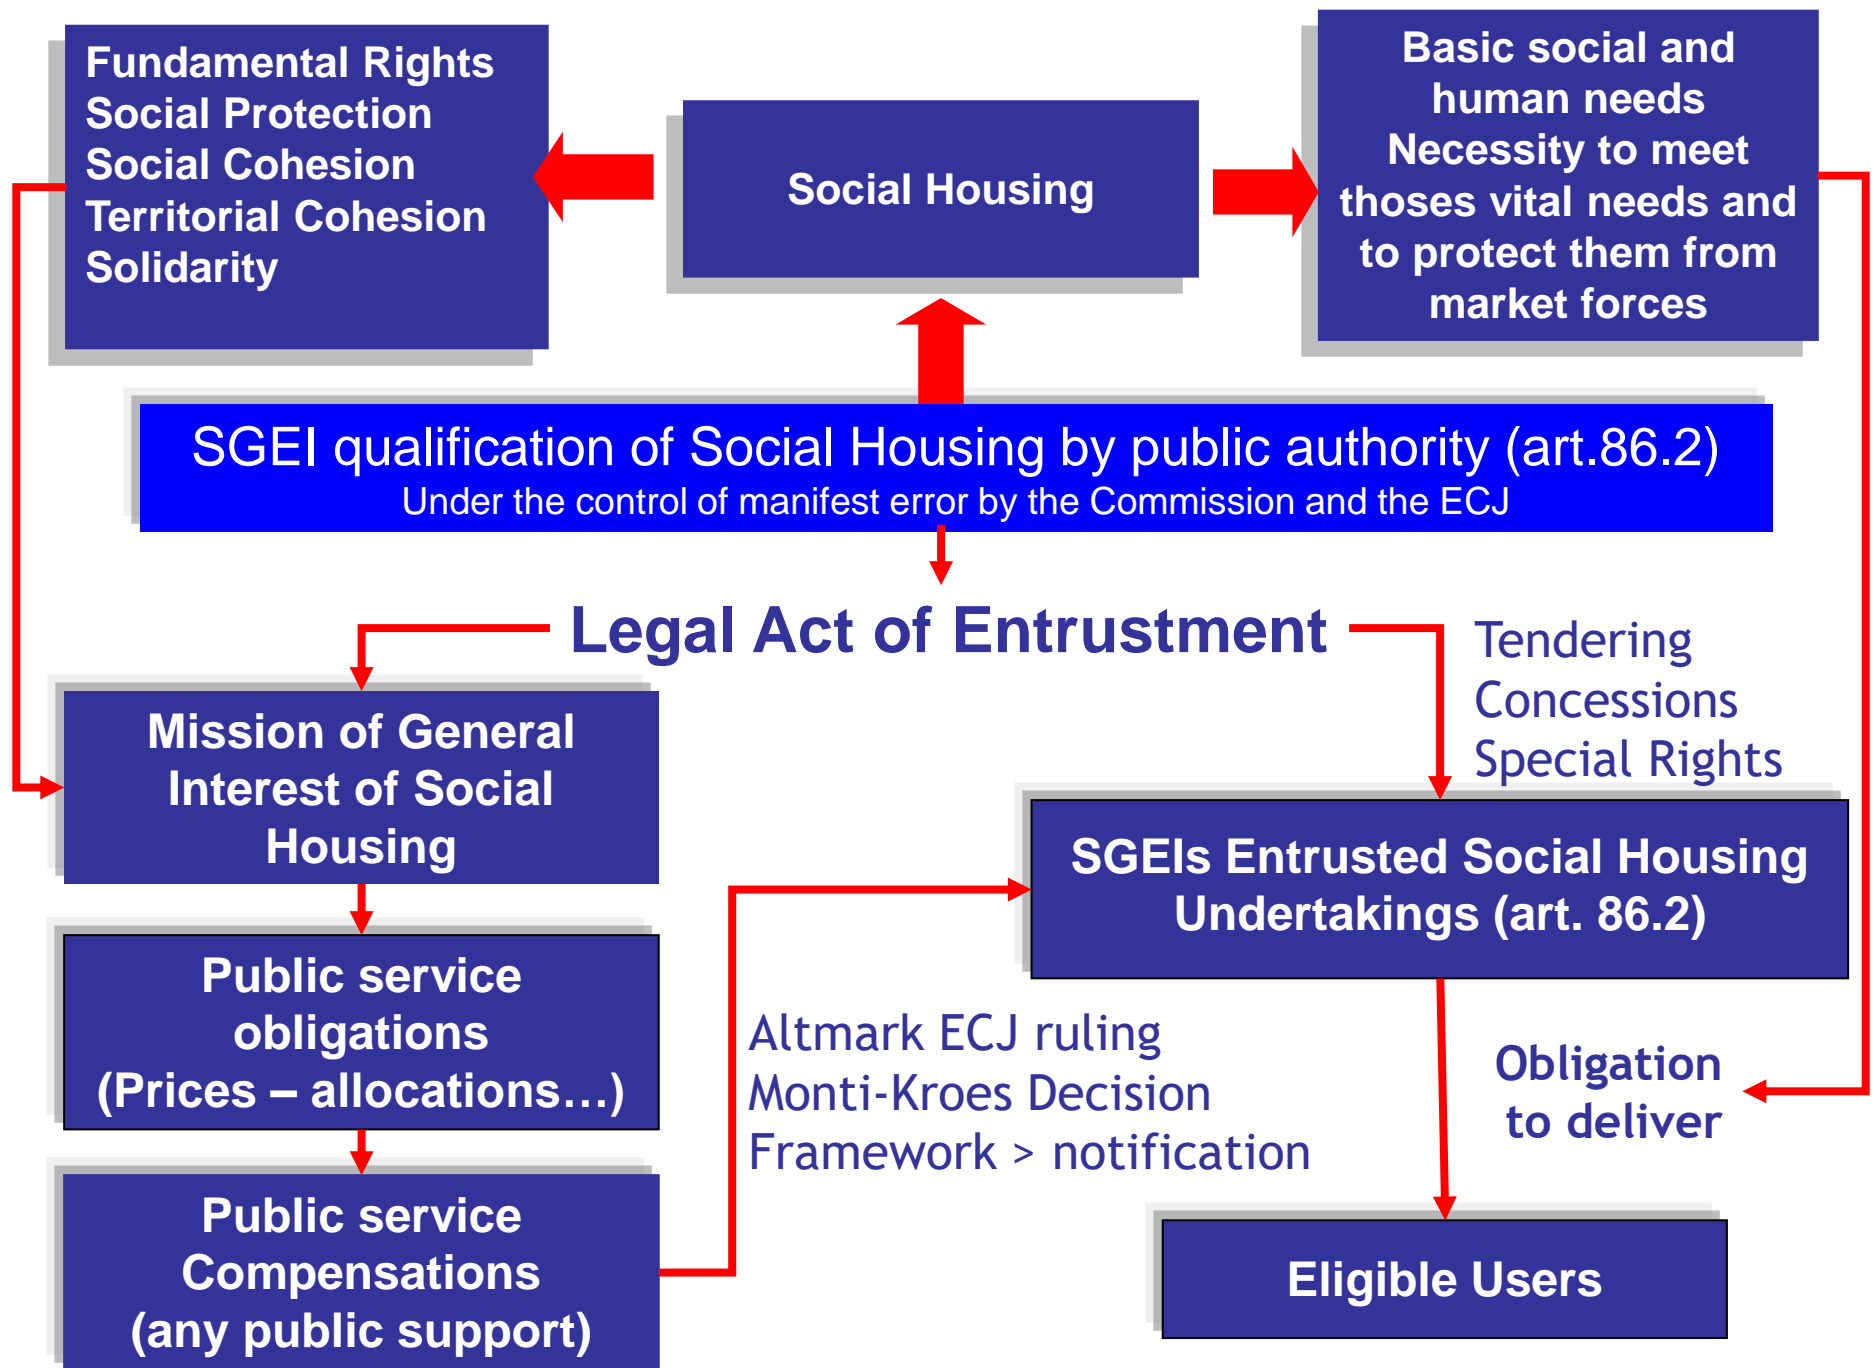 Fundamental Rights
Social Protection
Social Cohesion
Territorial Cohesion
Solidarity
Social Housing
Basic social and
human needs
Necessity to meet
thoses vital needs and
to protect them from
market forces
SGEI qualification of Social Housing by public authority (art.86.2)
Under the control of manifest error by the Commission and the ECJ
Legal Act of Entrustment
Tendering
Concessions
Special Rights
Mission of General
Interest of Social
Housing
SGEIs Entrusted Social Housing
Undertakings (art. 86.2)
Public service
obligations
(Prices – allocations…)
Altmark ECJ ruling
Monti-Kroes Decision
Framework > notification
Obligation
to deliver
Public service
Compensations
(any public support)
Eligible Users